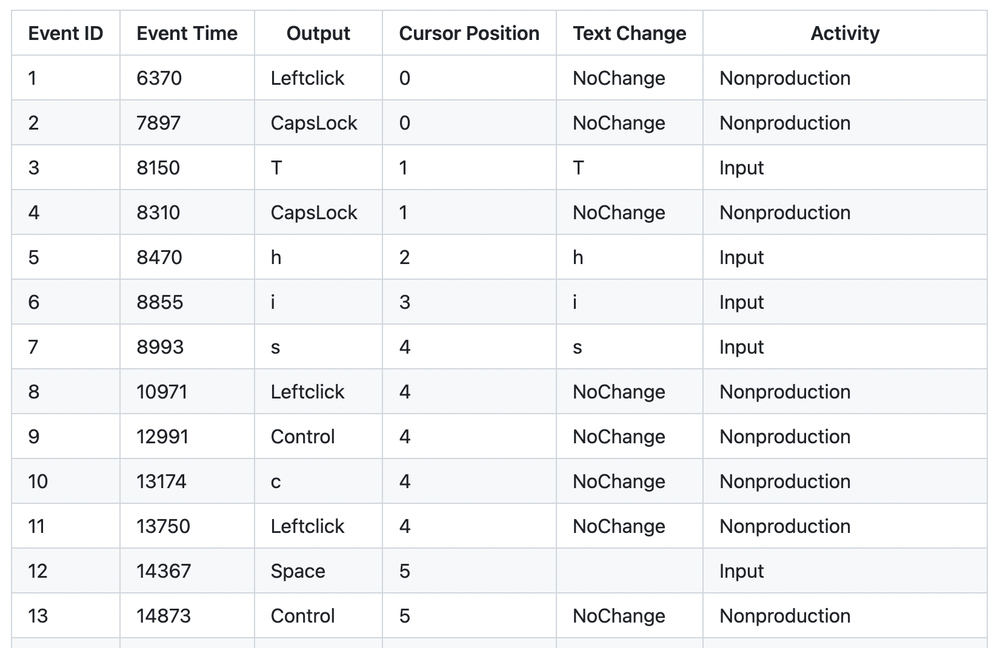 Event ID Event Time Output Cursor Position Text Change Activity
1 6370 Leftclick 0 NoChange Nonproduction
2 7897 CapsLock 0 NoChange Nonproduction
3 8150 T 1 T Input
4 8310 CapsLock 1 NoChange Nonproduction
5 8470 h 2 h Input
6 8855 i 3 i Input
7 8993 s 4 s Input
8 10971 Leftclick 4 NoChange Nonproduction
9 12991 Control 4 NoChange Nonproduction
10 13174 c 4 NoChange Nonproduction
11 13750 Leftclick 4 NoChange Nonproduction
12 14367 Space 5 Input
13 14873 Control 5 NoChange Nonproduction